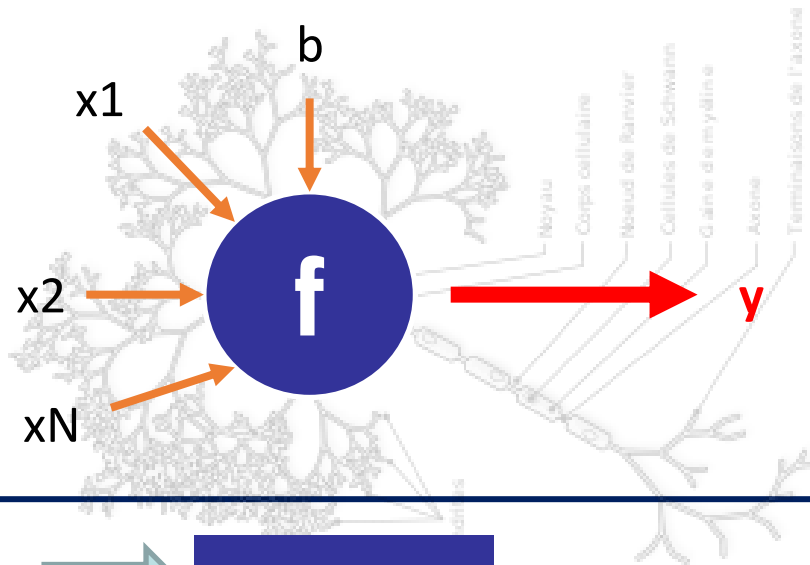 b
x1
x2
xN
f
y
Noyau
Corps cellulaire
Noeud de Ranvier
Cellules de Schwann
Gaine de myéline
Axone
Terminaisons de l'axone